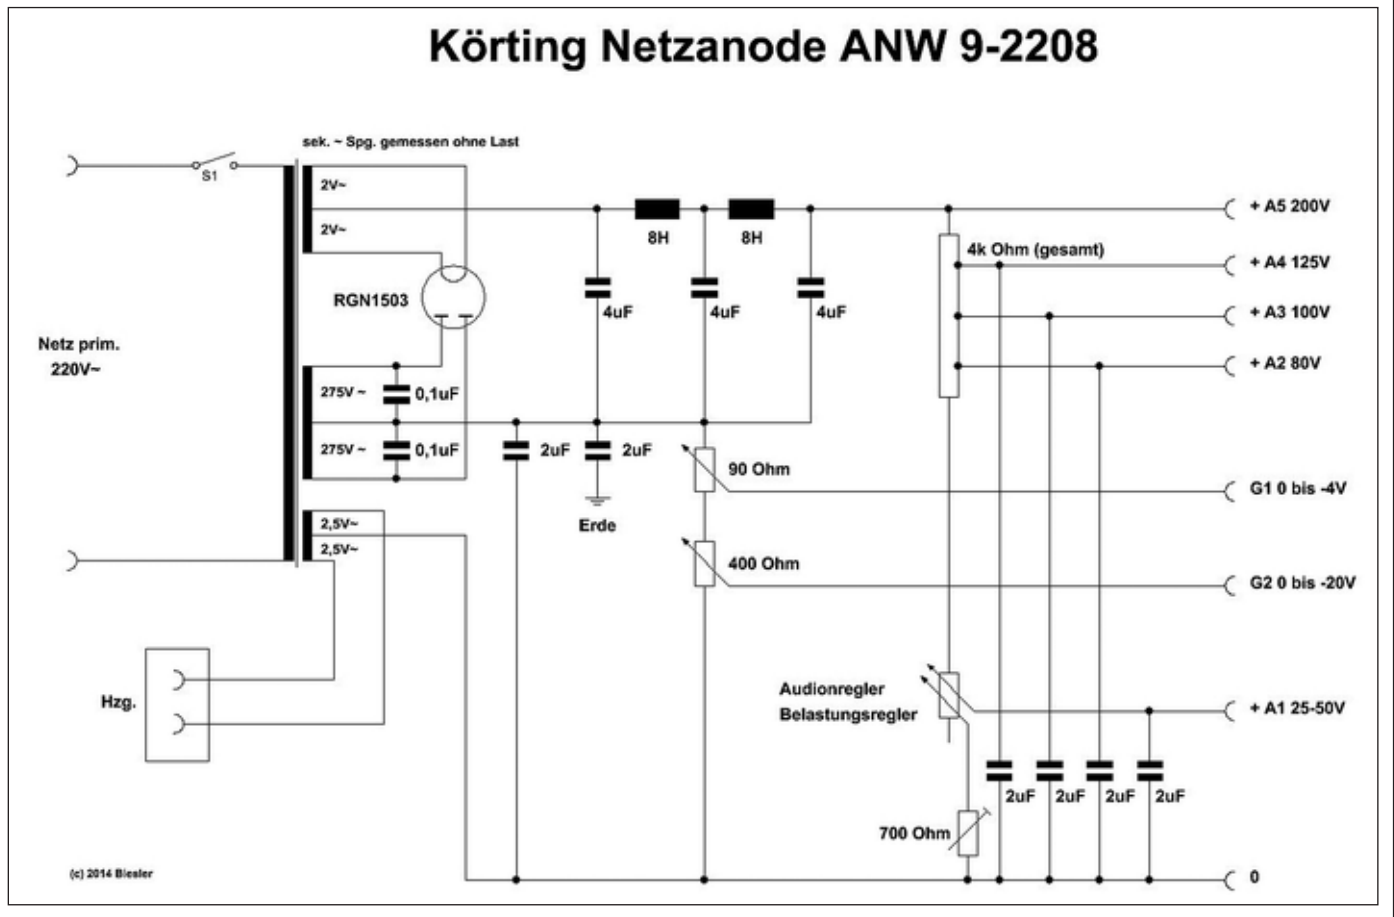 Körting Netzanode ANW 9-2208
sek. ~ Spg. gemessen ohne Last
S1
2V~
2V~
+ A5 200V
8H
8H
4k Ohm (gesamt)
+ A4 125V
RGN1503
4uF
4uF
4uF
+ A3 100V
Netz prim.
220V~
+ A2 80V
275V ~
0,1uF
275V ~
0,1uF
2uF
2uF
90 Ohm
G1 0 bis -4V
2,5V~
2,5V~
Erde
400 Ohm
G2 0 bis -20V
Hzg.
Audionregler
Belastungsregler
+ A1 25-50V
2uF
2uF
2uF
2uF
700 Ohm
(c) 2014 Biesler
0